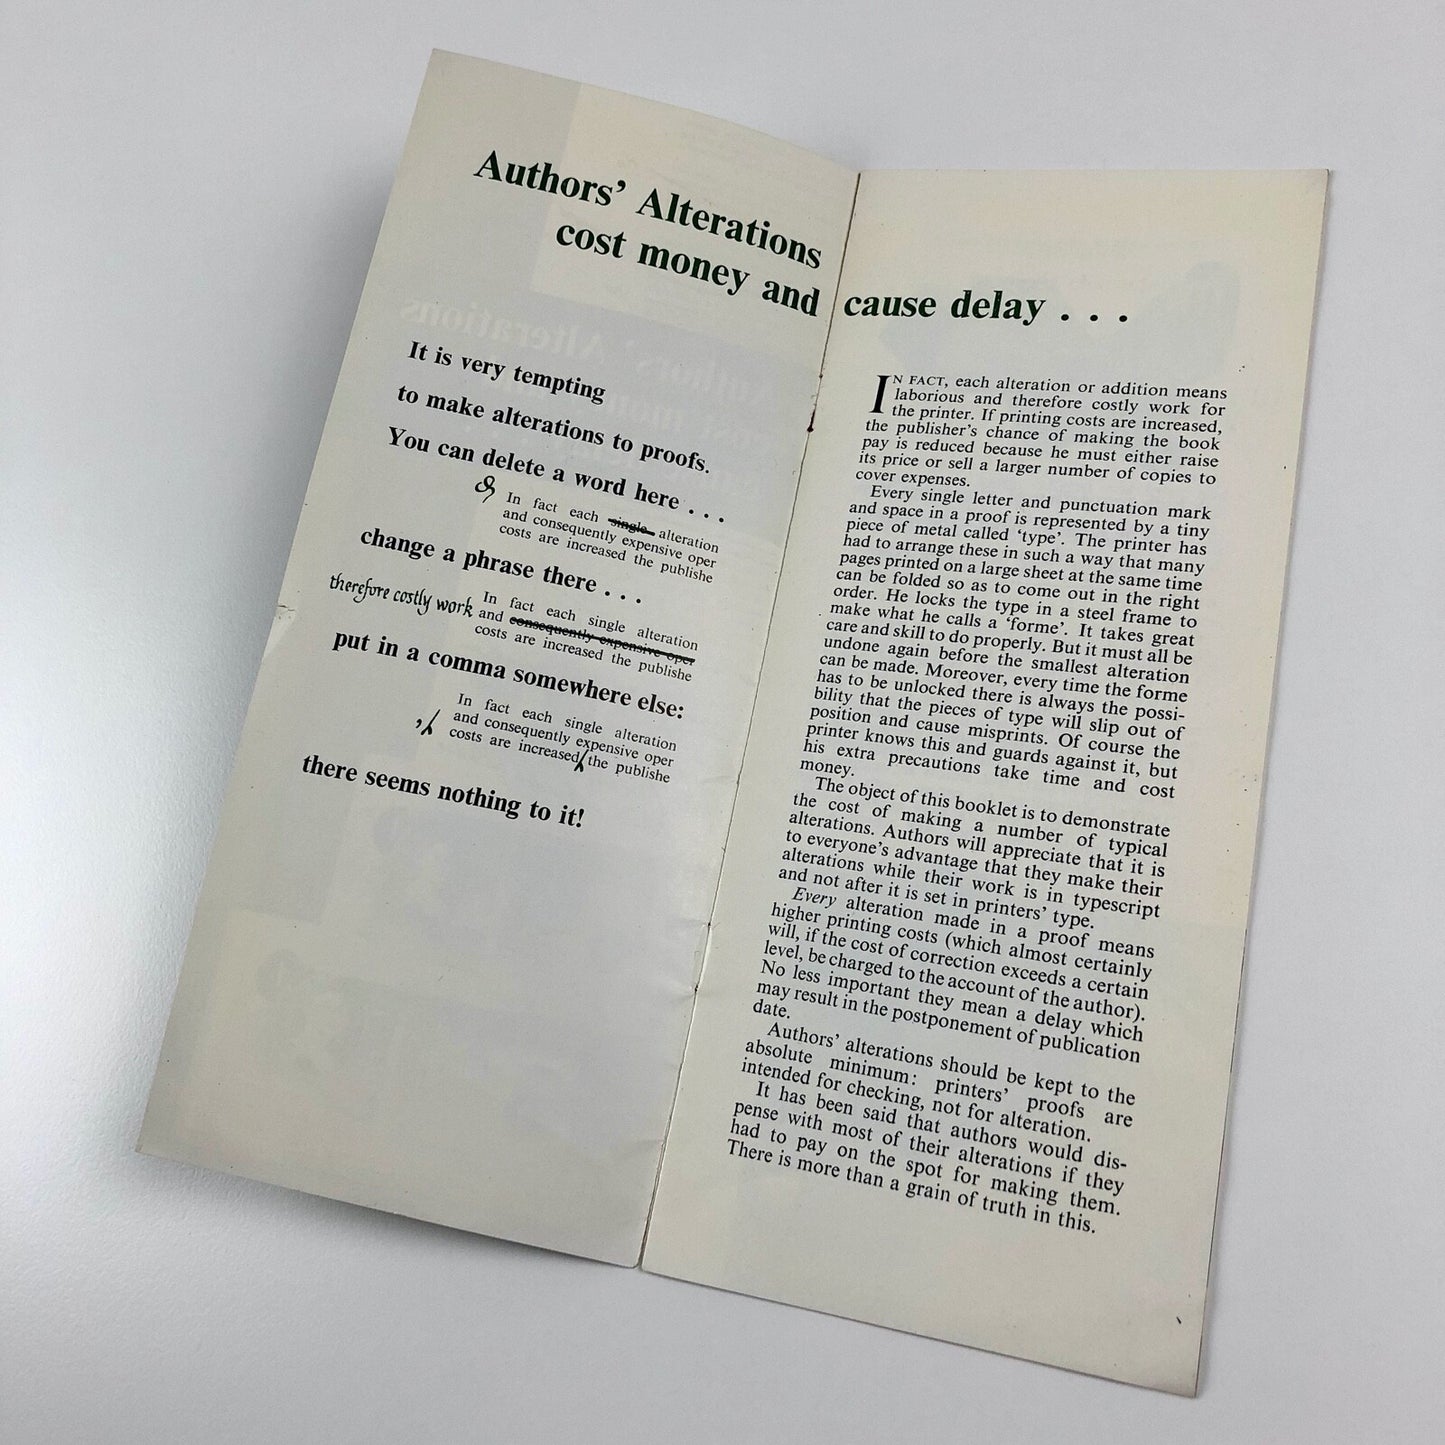 Authors’ Alterations
cost money and cause delay . . .
It is very tempting
to make alterations to proofs.
You can delete a word here . . .
In fact each single alteration
and consequently expensive oper
costs are increased the publishe
change a phrase there . . .
therefore costly work
In fact each single alteration
and consequently expensive oper
costs are increased the publishe
put in a comma somewhere else:
In fact each single alteration
and consequently expensive oper
costs are increased the publishe
there seems nothing to it!
IN FACT, each alteration or addition means
laborious and therefore costly work for
the printer. If printing costs are increased,
the publisher’s chance of making the book
pay is reduced because he must either raise
its price or sell a larger number of copies to
cover expenses.
Every single letter and punctuation mark
and space in a proof is represented by a tiny
piece of metal called ‘type’. The printer has
had to arrange these in such a way that many
pages printed on a large sheet at the same time
can be folded so as to come out in the right
order. He locks the type in a steel frame to
make what he calls a ‘forme’. It takes great
care and skill to do properly. But it must all be
undone again before the smallest alteration
can be made. Moreover, every time the forme
has to be unlocked there is always the possi-
bility that the pieces of type will slip out of
position and cause misprints. Of course the
printer knows this and guards against it, but
his extra precautions take time and cost
money.
The object of this booklet is to demonstrate
the cost of making a number of typical
alterations. Authors will appreciate that it is
to everyone’s advantage that they make their
alterations while their work is in typescript
and not after it is set in printers’ type.
Every alteration made in a proof means
higher printing costs (which almost certainly
will, if the cost of correction exceeds a certain
level, be charged to the account of the author).
No less important they mean a delay which
may result in the postponement of publication
date.
Authors’ alterations should be kept to the
absolute minimum: printers’ proofs are
intended for checking, not for alteration.
It has been said that authors would dis-
pense with most of their alterations if they
had to pay on the spot for making them.
There is more than a grain of truth in this.